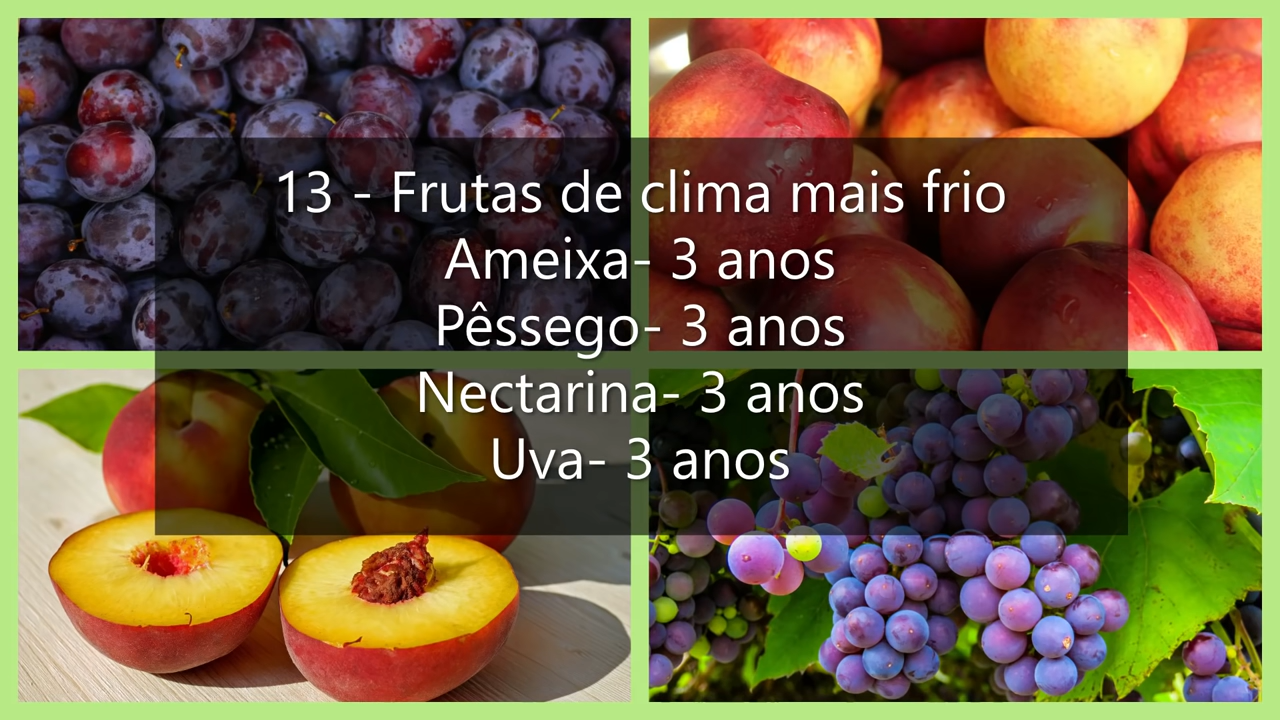 13 - Frutas de clima mais frio
Ameixa- 3 anos
Pêssego- 3 anos
Nectarina- 3 anos
Uva- 3 anos